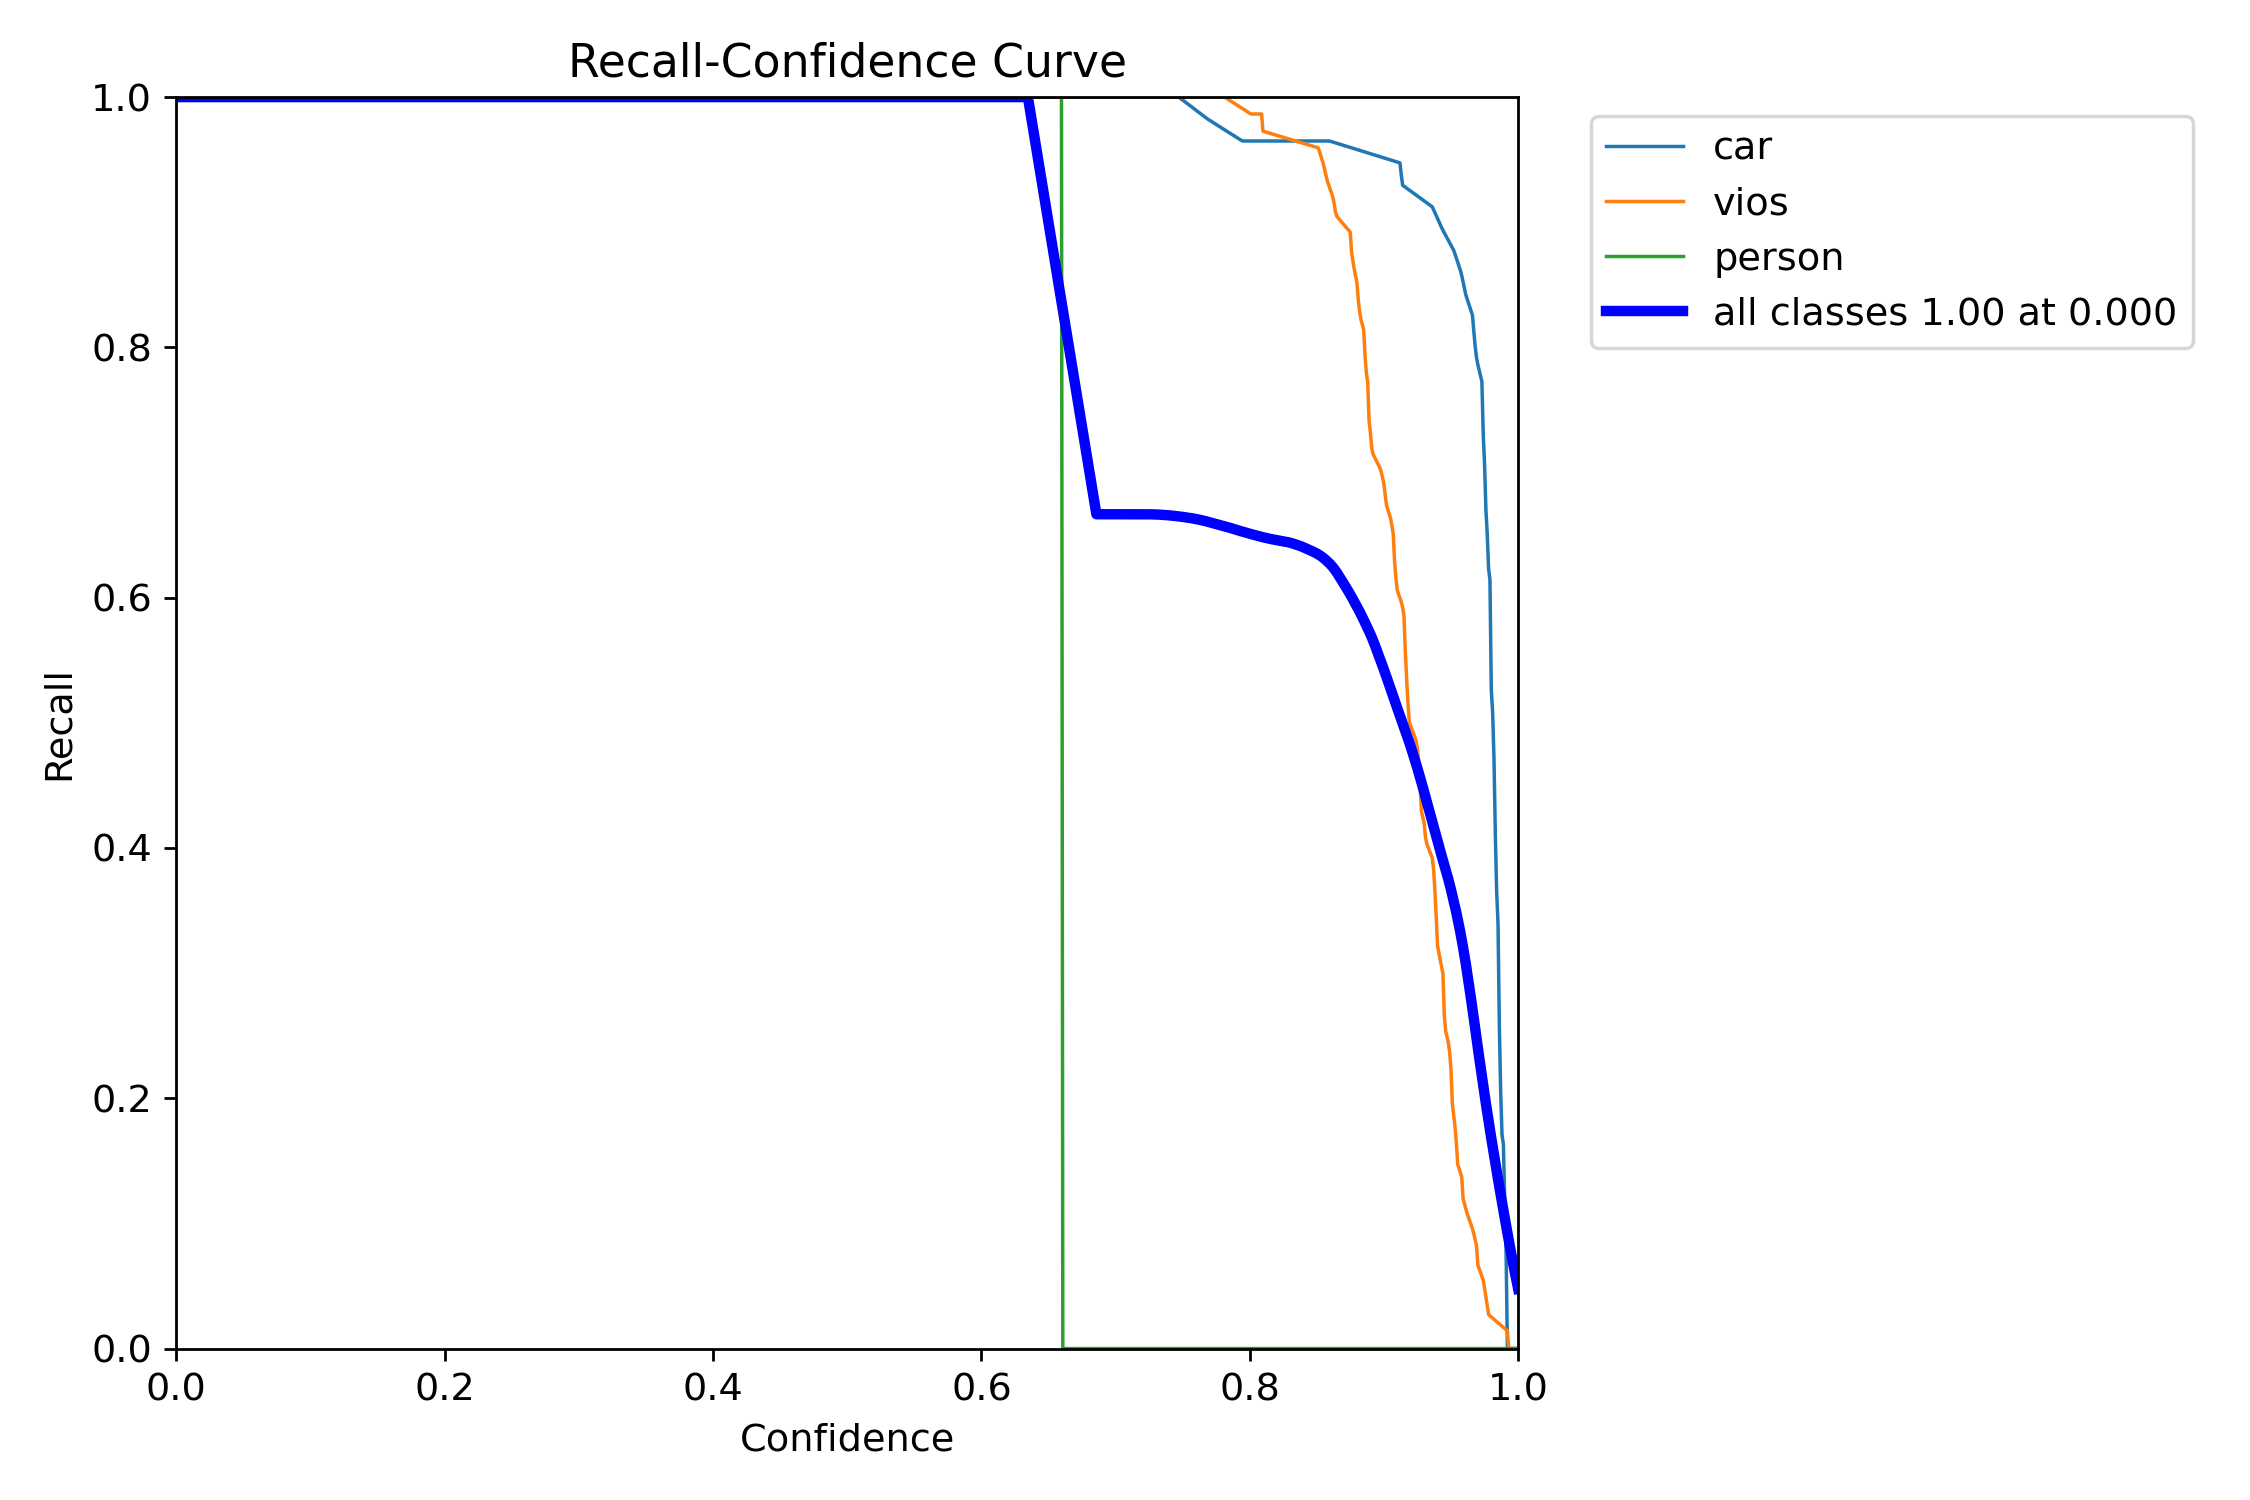 Recall-Confidence Curve
1.0
0.8
0.6
0.4
0.2
0.0
Recall
0.0 0.2 0.4 0.6 0.8 1.0
Confidence
car
vios
person
all classes 1.00 at 0.000